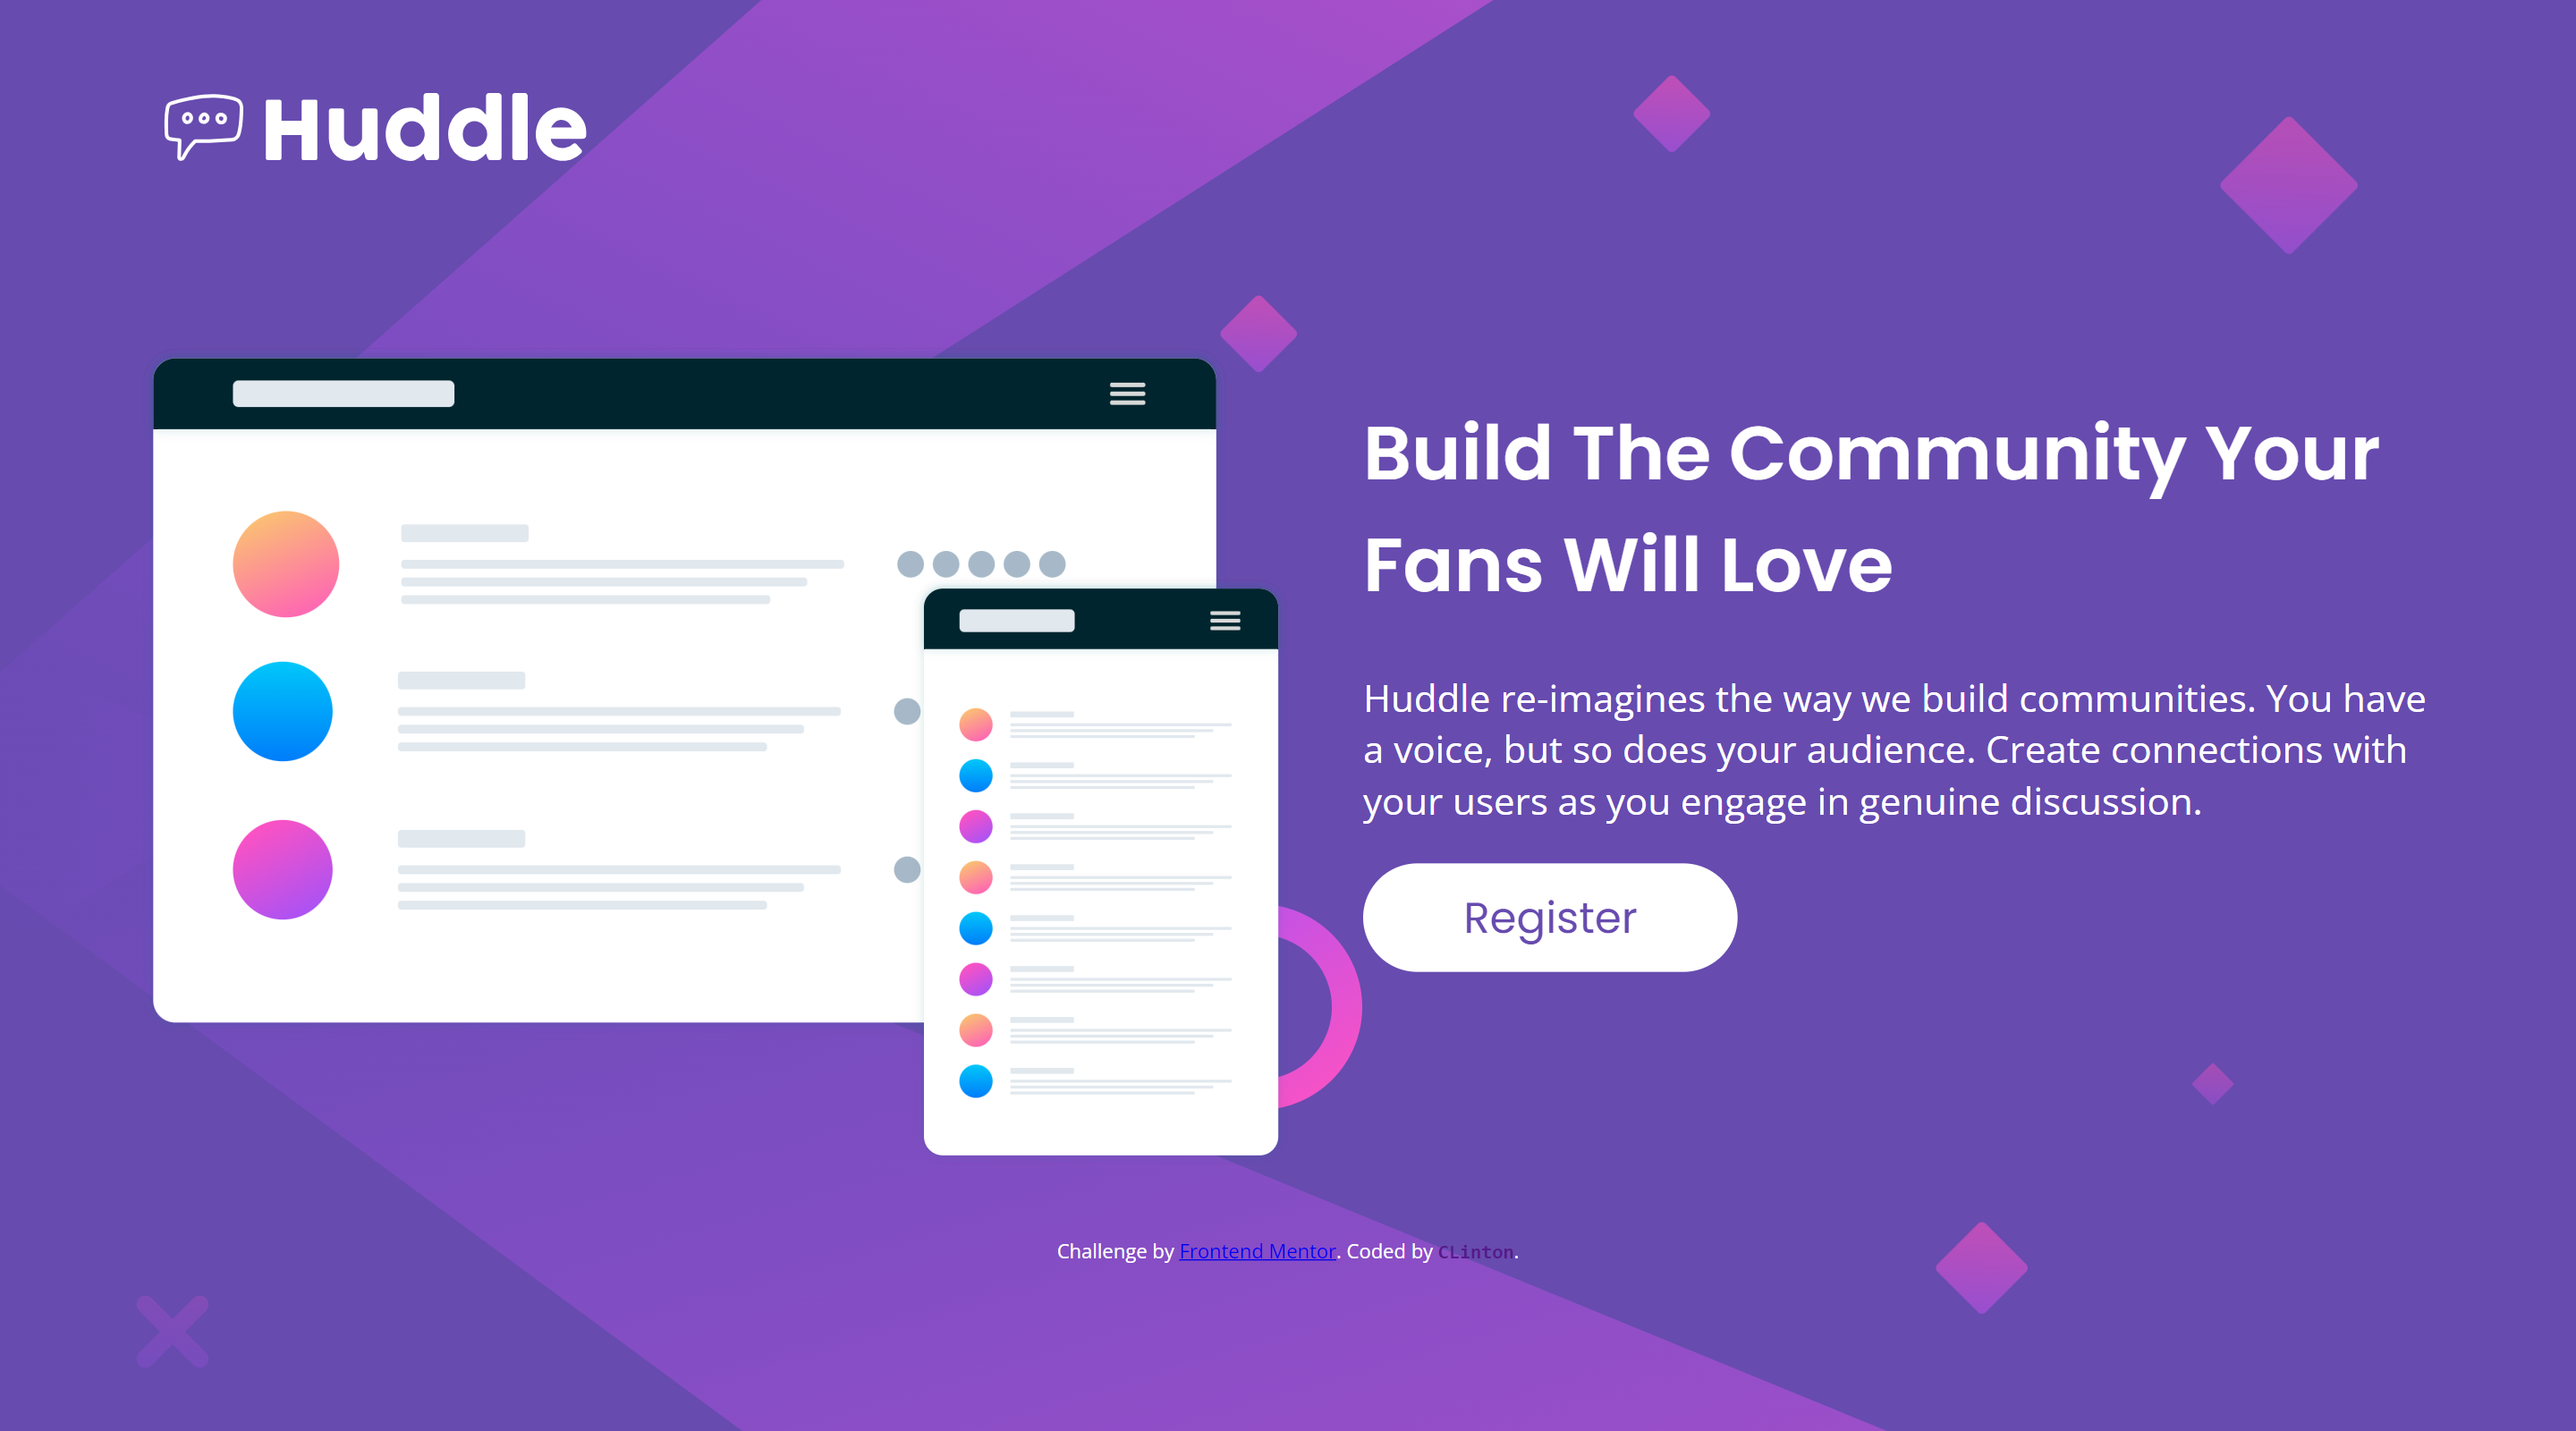 Huddle
Build The Community Your
Fans Will Love
Huddle re-imagines the way we build communities. You have
a voice, but so does your audience. Create connections with
your users as you engage in genuine discussion.
Register
Challenge by Frontend Mentor. Coded by CLinton.